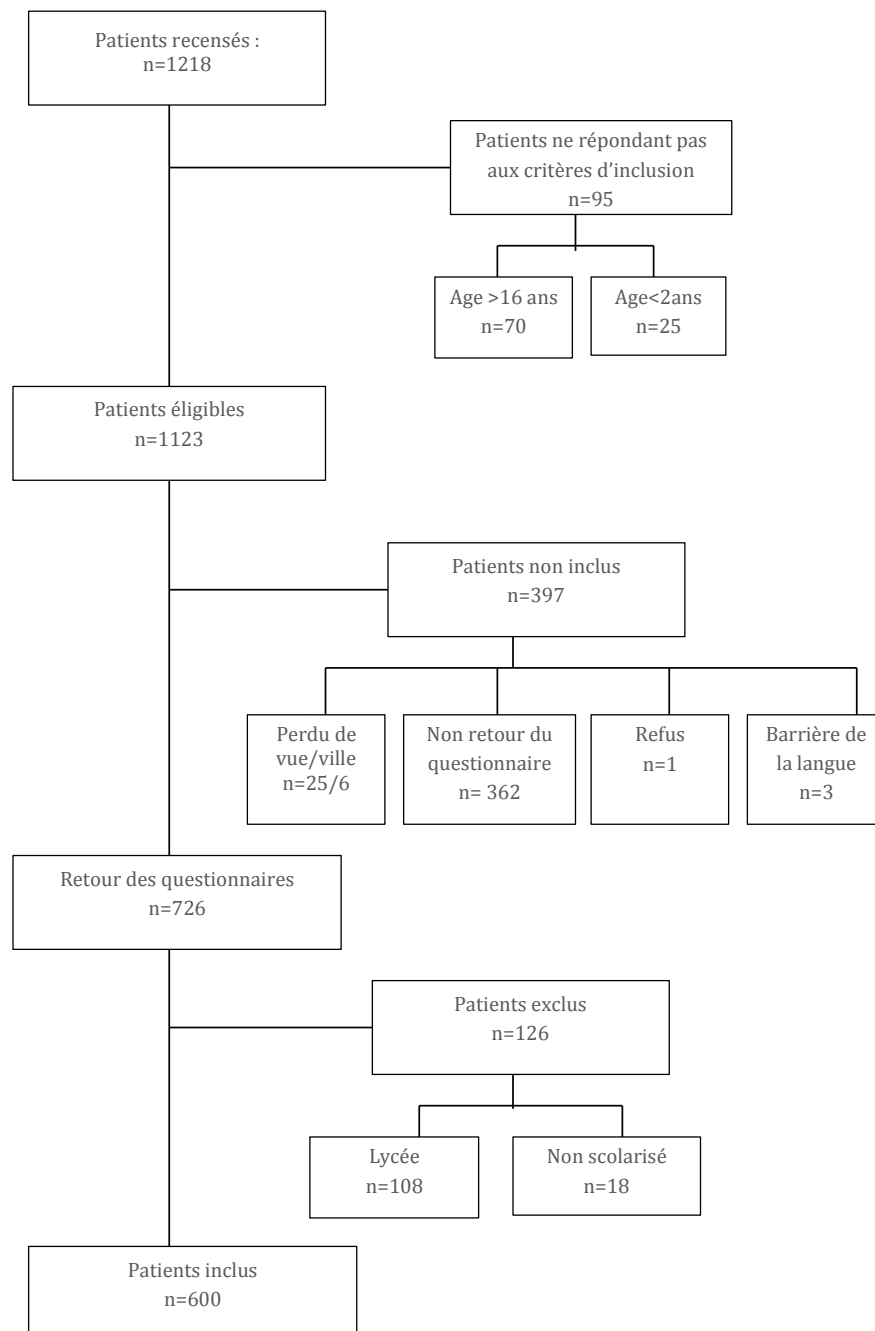 Patients recensés :
n=1218
Patients ne répondant pas
aux critères d’inclusion
n=95
Age >16 ans
n=70
Age<2ans
n=25
Patients éligibles
n=1123
Patients non inclus
n=397
Perdu de
vue/ville
n=25/6
Non retour du
questionnaire
n= 362
Refus
n=1
Barrière de
la langue
n=3
Retour des questionnaires
n=726
Patients exclus
n=126
Lycée
n=108
Non scolarisé
n=18
Patients inclus
n=600